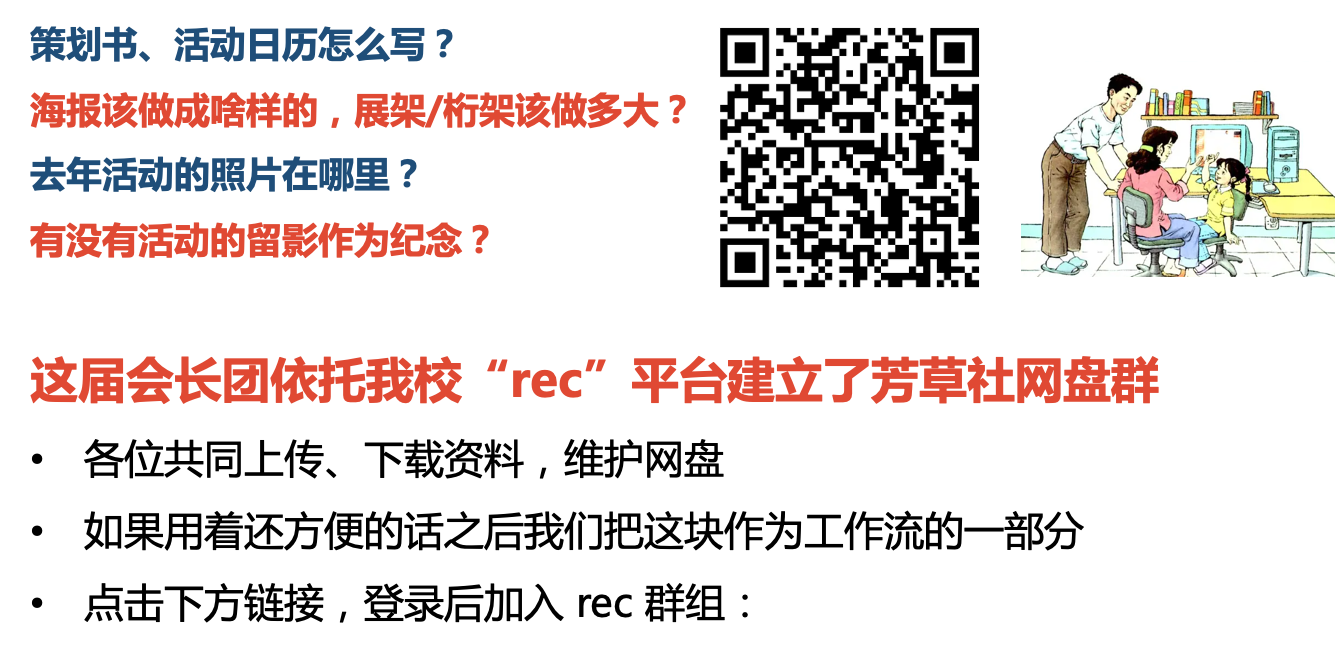 策划书、活动日历怎么写？
海报该做成啥样的，展架/桁架该做多大？
去年活动的照片在哪里？
有没有活动的留影作为纪念？
这届会长团依托我校“rec”平台建立了芳草社网盘群
• 各位共同上传、下载资料，维护网盘
• 如果用着还方便的话之后我们把这块作为工作流的一部分
• 点击下方链接，登录后加入 rec 群组：